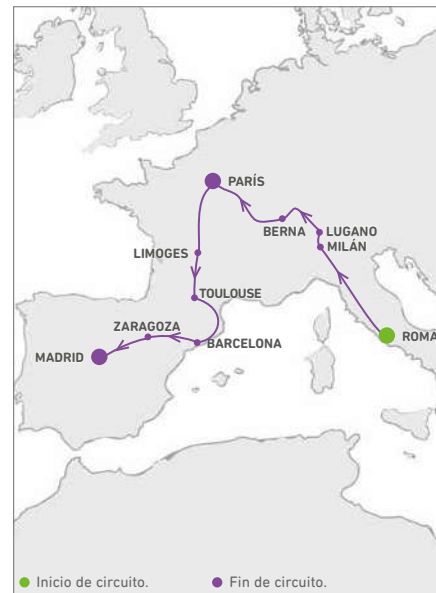 PARÍS
BERNA
LUGANO
MILÁN
LIMOGES
TOULOUSE
ZARAGOZA
BARCELONA
MADRID
ROMA
Inicio de circuito.
Fin de circuito.